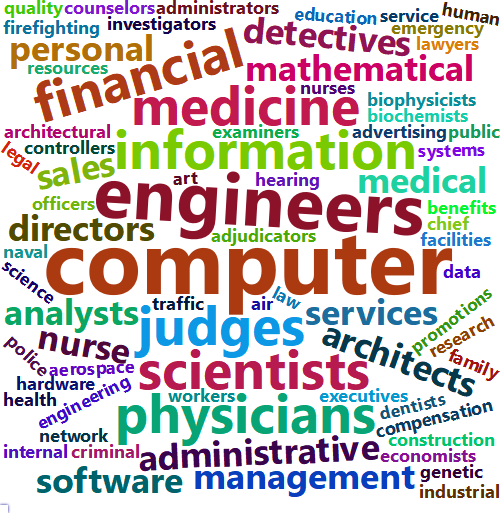 quality counselors administrators
education service human
firefighting investigators
emergency
detectives
lawyers
personal
financial
resources
mathematical
nurses
medicine
biophysicists
biochemists
architectural
examiners
advertising public
controllers
information
systems
legal
sales
art
hearing
medical
engineers
officers
benefits
directors
chief
adjudicators
facilities
naval
computer
science
data
law
traffic
air
analysts
judges
services
promotions
research
police
nurse
architects
family
aerospace
scientists
hardware
health
engineering
workers
executives
dentists
physicians
compensation
network
construction
internal criminal
administrative
economists
software
management
genetic
industrial